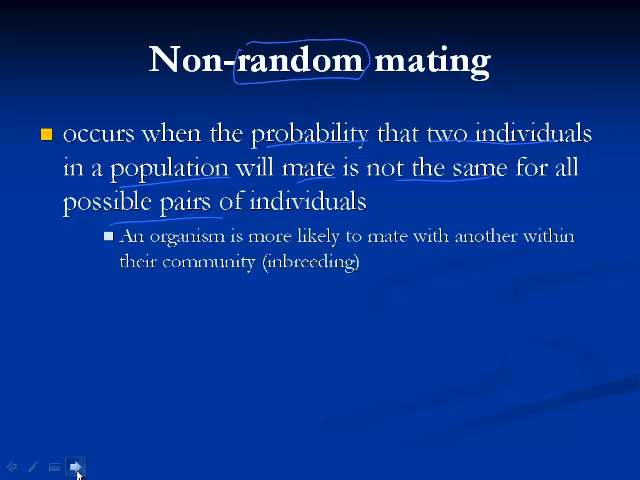 Non-random mating
occurs when the probability that two individuals
in a population will mate is not the same for all
possible pairs of individuals
An organism is more likely to mate with another within
their community (inbreeding)